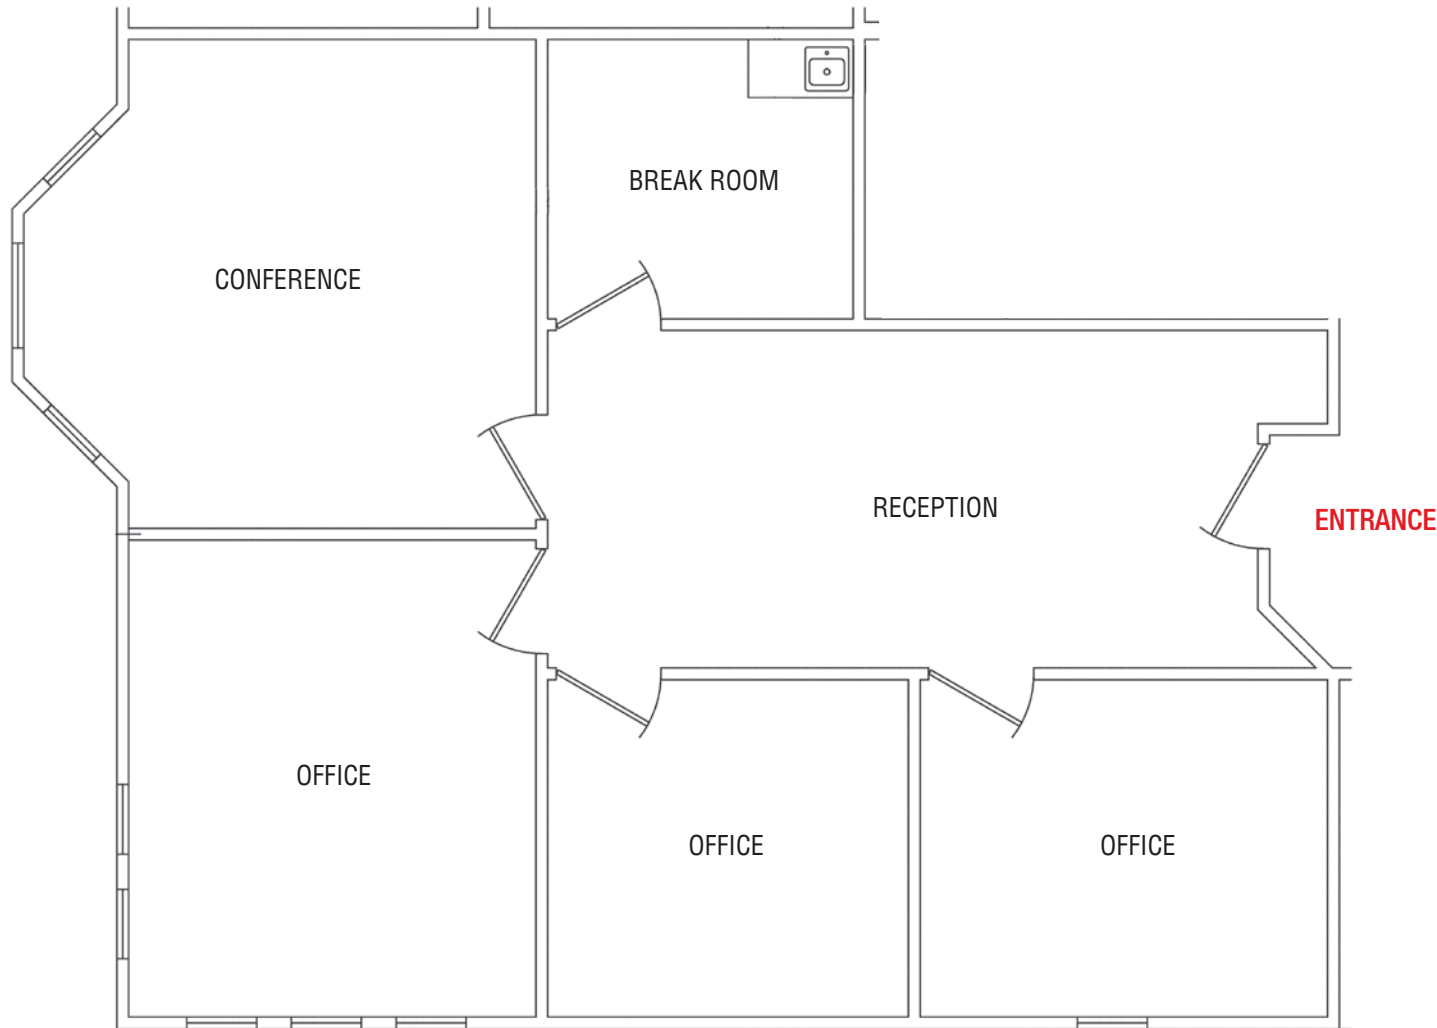 BREAK ROOM
CONFERENCE
RECEPTION
ENTRANCE
OFFICE
OFFICE
OFFICE